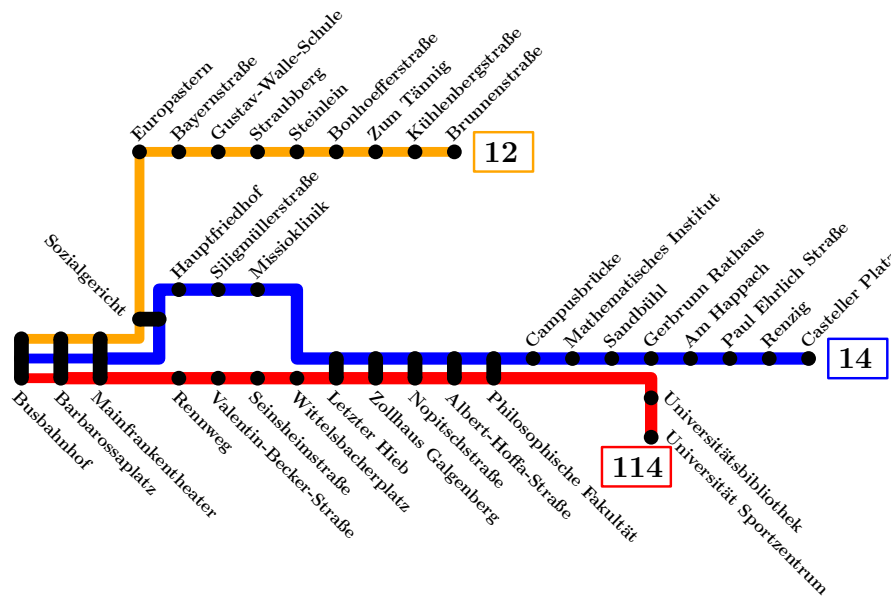 Europastern
Bayernstraße
Gustav-Walle-Schule
Straubberg
Steinlein
Bonhoefferstraße
Zum Tännig
Kühlenbergstraße
Brunnenstraße
12
Sozialgericht
Hauptfriedhof
Siligmüllerstraße
Missioklinik
Campusbrücke
Mathematisches Institut
Sandbühl
Gerbrunn Rathaus
Am Happach
Paul Ehrlich Straße
Renzig
Casteller Platz
14
Busbahnhof
Barbarossaplatz
Mainfrankentheater
Rennweg
Valentin-Becker-Straße
Seinsheimstraße
Wittelsbacherplatz
Letzter Hieb
Zollhaus Galgenberg
Nopitschstraße
Albert-Hoffa-Straße
Philosophische Fakultät
Universitätsbibliothek
Universität Sportzentrum
114